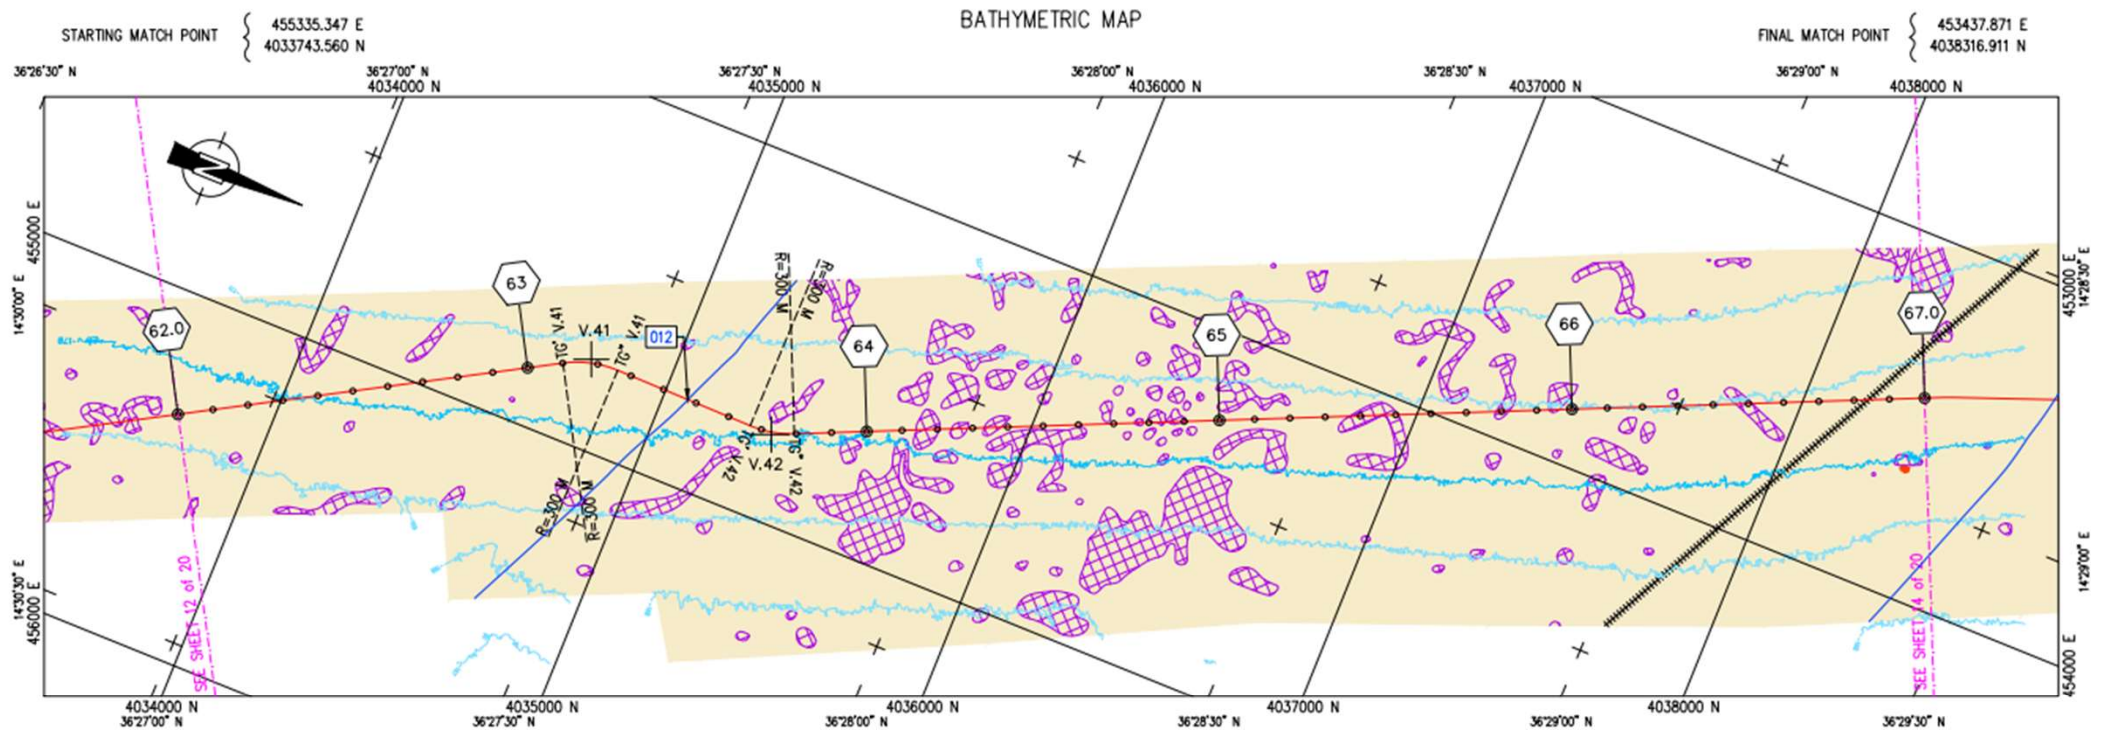 BATHYMETRIC MAP
STARTING MATCH POINT
455335.347 E
4033743.560 N
FINAL MATCH POINT
453437.871 E
4038316.911 N
36°26'30" N
36°27'00" N
36°27'30" N
36°28'00" N
36°28'30" N
36°29'00" N
4034000 N
4035000 N
4036000 N
4037000 N
4038000 N
455000 E
14°30'00" E
14°30'30" E
456000 E
453000 E
14°28'30" E
14°29'00" E
454000 E
62.0
63
64
65
66
67.0
012
TG' V.41
V.41
TG" V.41
R=300 M
R=300 M
R=300 M
R=300 M
TG' V.42
V.42
TG" V.42
SEE SHEET 12 of 20
SEE SHEET 14 of 20
4034000 N
4035000 N
4036000 N
4037000 N
4038000 N
36°27'00" N
36°27'30" N
36°28'00" N
36°28'30" N
36°29'00" N
36°29'30" N